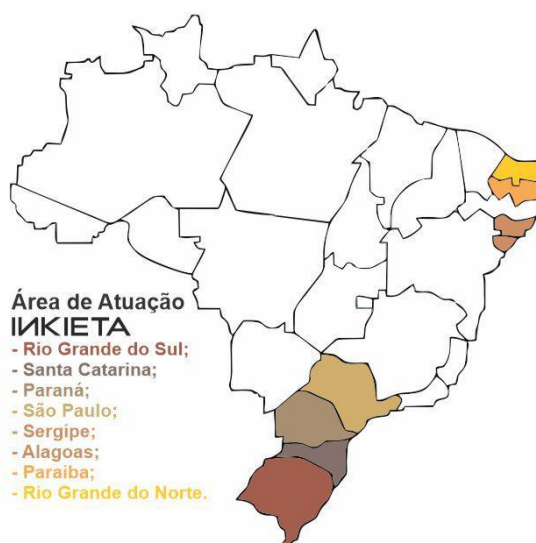 Área de Atuação
INKIETA
- Rio Grande do Sul;
- Santa Catarina;
- Paraná;
- São Paulo;
- Sergipe;
- Alagoas;
- Paraiba;
- Rio Grande do Norte.